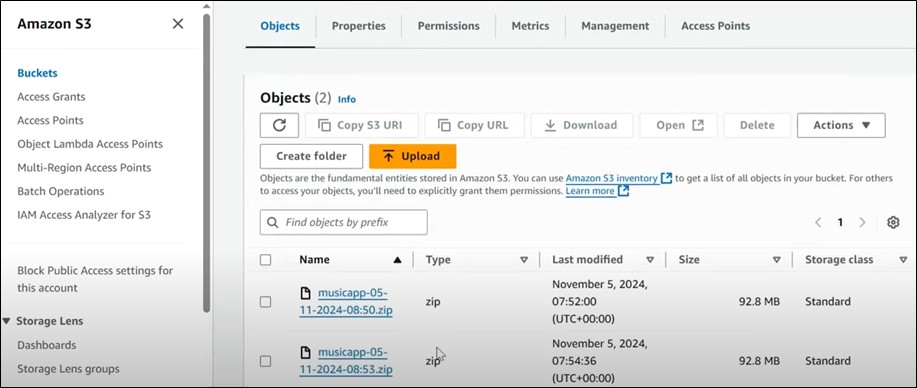 Amazon S3
Buckets
Access Grants
Access Points
Object Lambda Access Points
Multi-Region Access Points
Batch Operations
IAM Access Analyzer for S3
Block Public Access settings for
this account
Storage Lens
Dashboards
Storage Lens groups
Objects Properties Permissions Metrics Management Access Points
Objects (2) Info
Copy S3 URI Copy URL Download Open Delete Actions
Create folder Upload
Objects are the fundamental entities stored in Amazon S3. You can use Amazon S3 inventory to get a list of all objects in your bucket. For others
to access your objects, you'll need to explicitly grant them permissions. Learn more
Find objects by prefix 1
Name Type Last modified Size Storage class
musicapp-05-
11-2024-08:50.zip
zip
November 5, 2024,
07:52:00
(UTC+00:00)
92.8 MB
Standard
musicapp-05-
11-2024-08:53.zip
zip
November 5, 2024,
07:54:36
(UTC+00:00)
92.8 MB
Standard